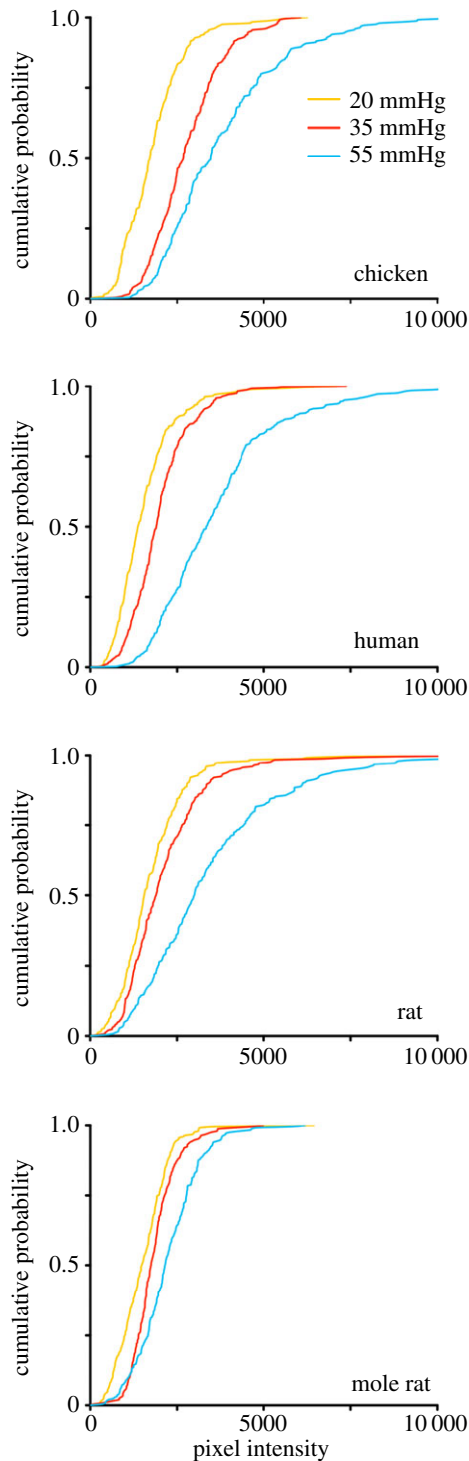 1.0
20 mmHg
35 mmHg
55 mmHg
cumulative probability
0.5
chicken
0
0 5000 10 000
1.0
cumulative probability
0.5
human
0
0 5000 10 000
1.0
cumulative probability
0.5
rat
0
0 5000 10 000
1.0
cumulative probability
0.5
mole rat
0
0 5000 10 000
pixel intensity